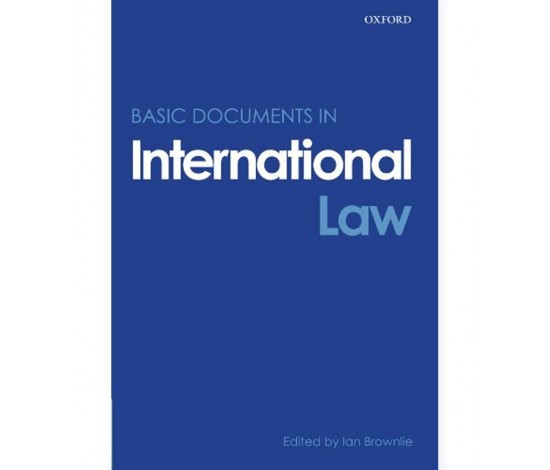 OXFORD
BASIC DOCUMENTS IN
International
Law
Edited by Ian Brownlie